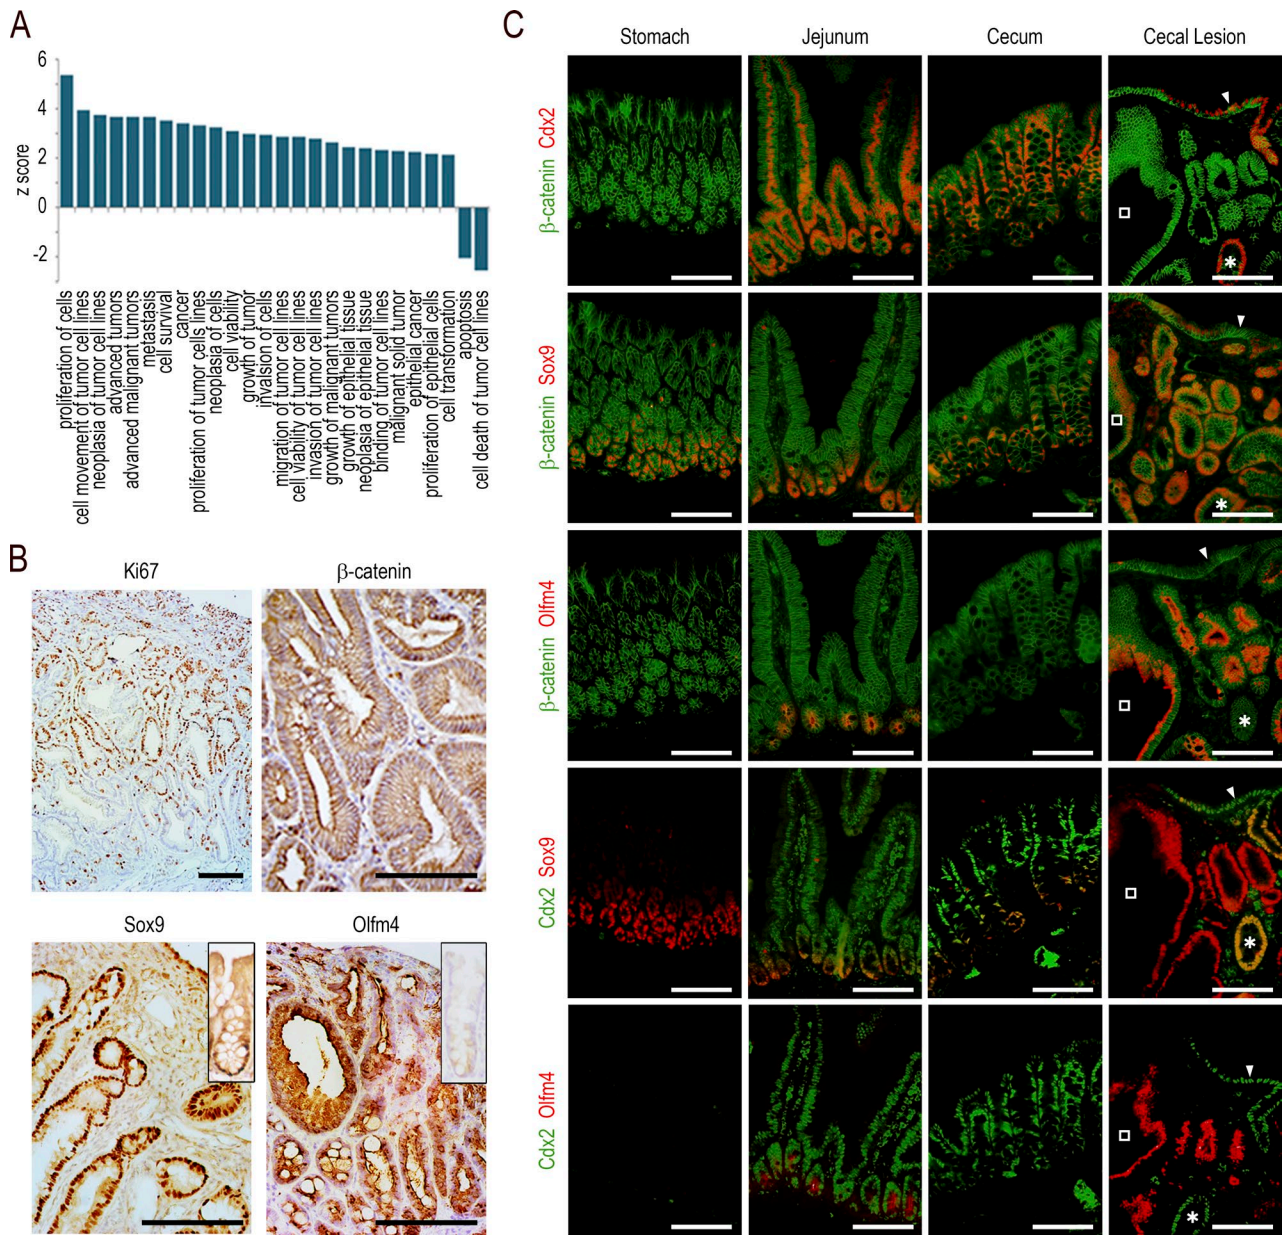 A
6
4
2
0
-2
z score
proliferation of cells
cell movement of tumor cell lines
neoplasia of tumor cell lines
advanced tumors
advanced malignant tumors
metastasis
cell survival
cancer
proliferation of tumor cells lines
neoplasia of cells
cell viability
growth of tumor
invasion of cells
migration of tumor cell lines
cell viability of tumor cell lines
invasion of tumor cell lines
growth of malignant tumors
growth of epithelial tissue
neoplasia of epithelial tissue
binding of tumor cell lines
malignant solid tumor
epithelial cancer
proliferation of epithelial cells
cell transformation
apoptosis
cell death of tumor cell lines
B
Ki67
β-catenin
Sox9
Olfm4
C
Stomach
Jejunum
Cecum
Cecal Lesion
β-catenin Cdx2
*
β-catenin Sox9
*
β-catenin Olfm4
*
Cdx2 Sox9
*
Cdx2 Olfm4
*